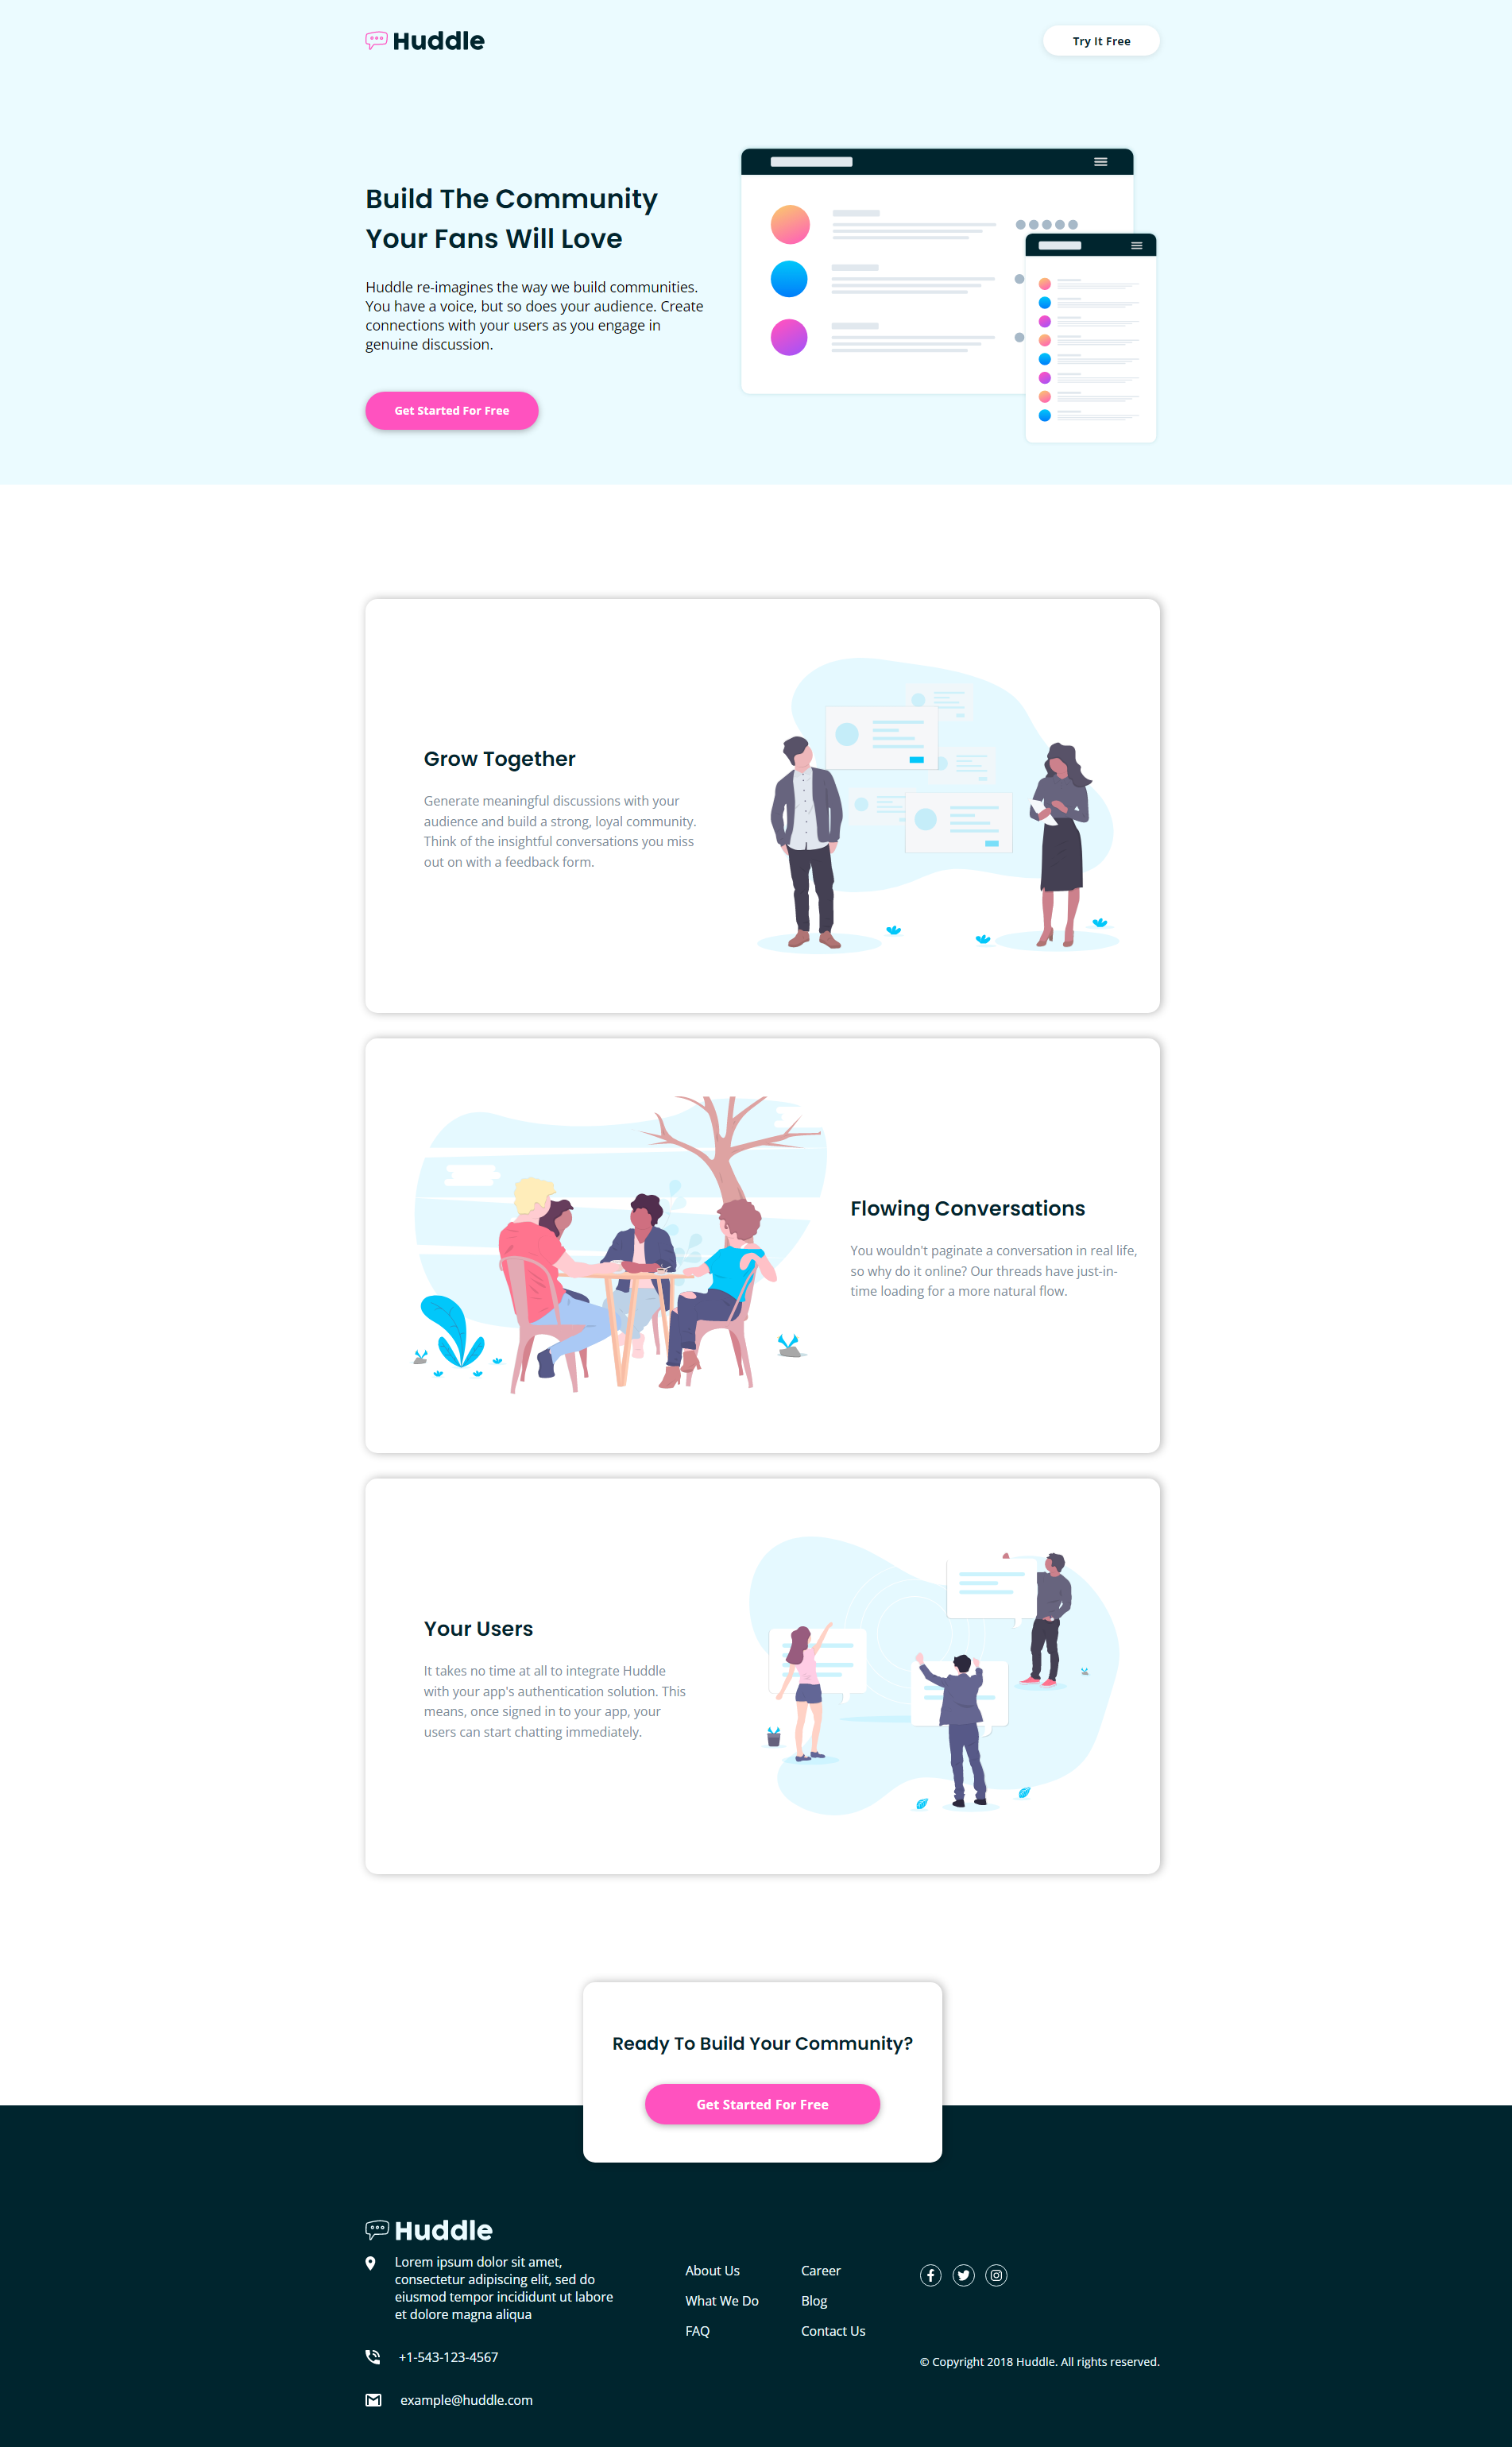 Huddle
Try It Free
Build The Community
Your Fans Will Love
Huddle re-imagines the way we build communities.
You have a voice, but so does your audience. Create
connections with your users as you engage in
genuine discussion.
Get Started For Free
Grow Together
Generate meaningful discussions with your
audience and build a strong, loyal community.
Think of the insightful conversations you miss
out on with a feedback form.
Flowing Conversations
You wouldn't paginate a conversation in real life,
so why do it online? Our threads have just-in-
time loading for a more natural flow.
Your Users
It takes no time at all to integrate Huddle
with your app's authentication solution. This
means, once signed in to your app, your
users can start chatting immediately.
Ready To Build Your Community?
Get Started For Free
Huddle
Lorem ipsum dolor sit amet,
consectetur adipiscing elit, sed do
eiusmod tempor incididunt ut labore
et dolore magna aliqua
+1-543-123-4567
example@huddle.com
About Us
What We Do
FAQ
Career
Blog
Contact Us
© Copyright 2018 Huddle. All rights reserved.